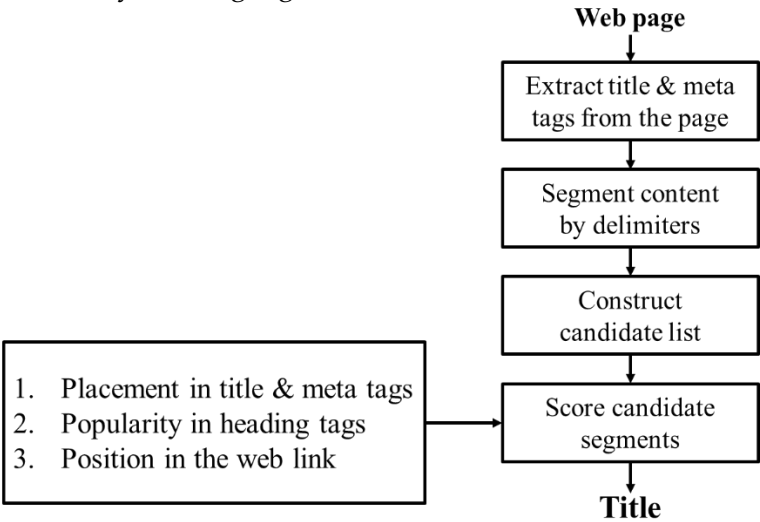 Web page
Extract title & meta
tags from the page
Segment content
by delimiters
Construct
candidate list
1. Placement in title & meta tags
2. Popularity in heading tags
3. Position in the web link
Score candidate
segments
Title